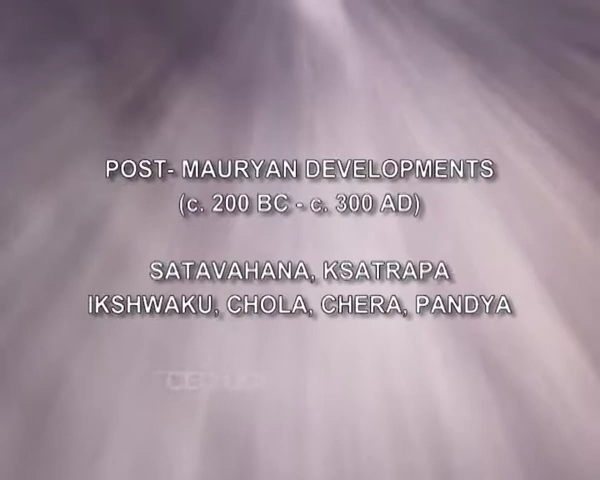 POST- MAURYAN DEVELOPMENTS
(c. 200 BC - c. 300 AD)
SATAVAHANA, KSATRAPA
IKSHWAKU, CHOLA, CHERA, PANDYA